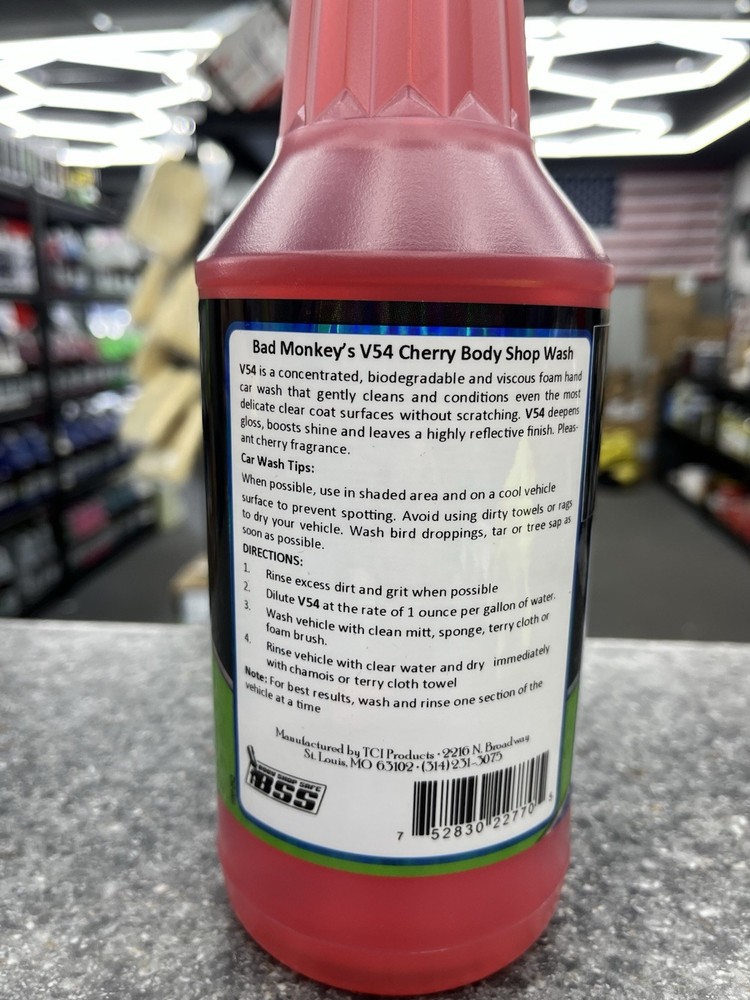 Bad Monkey's V54 Cherry Body Shop Wash
V54 is a concentrated, biodegradable and viscous foam hand
car wash that gently cleans and conditions even the most
delicate clear coat surfaces without scratching. V54 deepens
gloss, boosts shine and leaves a highly reflective finish. Pleas-
ant cherry fragrance.
Car Wash Tips:
When possible, use in shaded area and on a cool vehicle
surface to prevent spotting. Avoid using dirty towels or rags
to dry your vehicle. Wash bird droppings, tar or tree sap as
soon as possible.
DIRECTIONS:
1. Rinse excess dirt and grit when possible
2. Dilute V54 at the rate of 1 ounce per gallon of water.
3. Wash vehicle with clean mitt, sponge, terry cloth or
foam brush.
4. Rinse vehicle with clear water and dry immediately
with chamois or terry cloth towel
Note: For best results, wash and rinse one section of the
vehicle at a time
Manufactured by TCI Products · 2216 N. Broadway
St. Louis, MO 63102 · (314) 231-3075
BODY SHOP SAFE
BSS
7 52830 22770 5